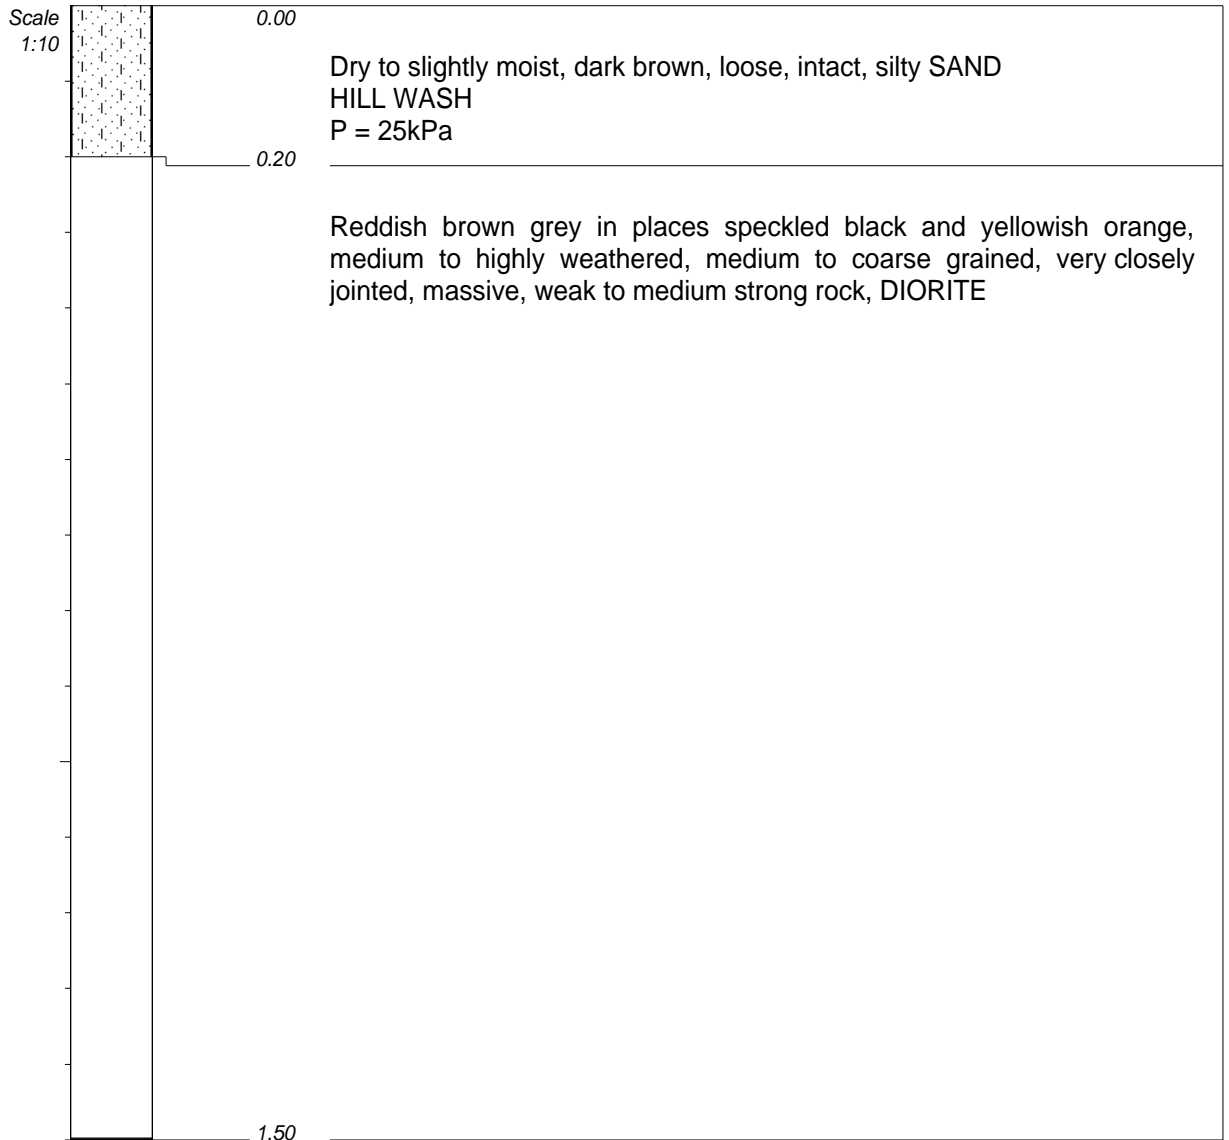 Scale
1:10
0.00
Dry to slightly moist, dark brown, loose, intact, silty SAND
HILL WASH
P = 25kPa
0.20
Reddish brown grey in places speckled black and yellowish orange,
medium to highly weathered, medium to coarse grained, very closely
jointed, massive, weak to medium strong rock, DIORITE
1.50